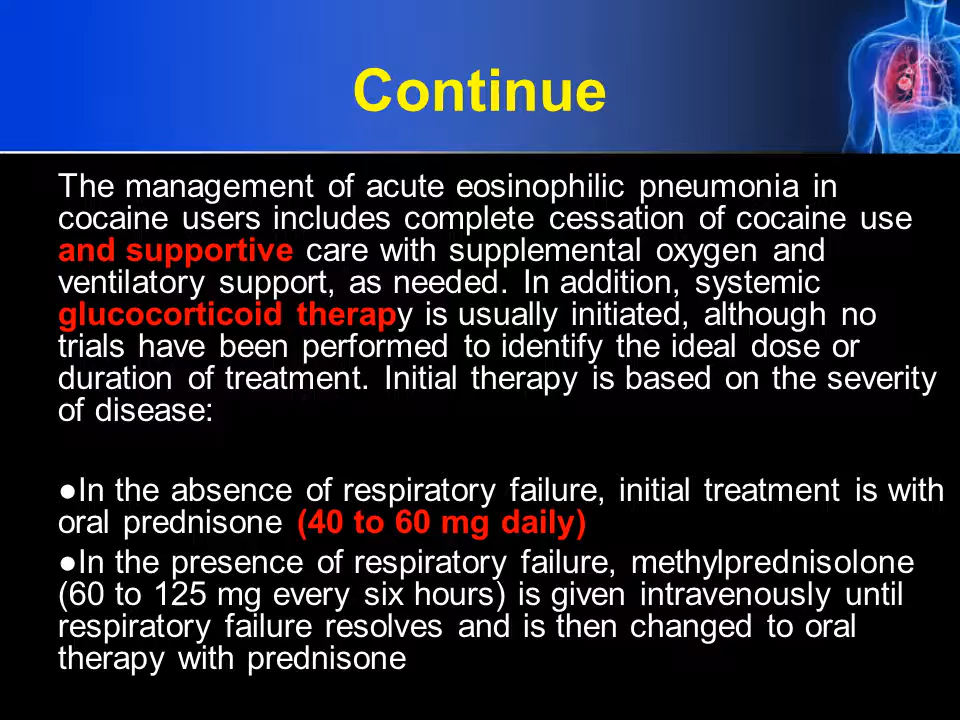 Continue
The management of acute eosinophilic pneumonia in
cocaine users includes complete cessation of cocaine use
and supportive care with supplemental oxygen and
ventilatory support, as needed. In addition, systemic
glucocorticoid therapy is usually initiated, although no
trials have been performed to identify the ideal dose or
duration of treatment. Initial therapy is based on the severity
of disease:
●In the absence of respiratory failure, initial treatment is with
oral prednisone (40 to 60 mg daily)
●In the presence of respiratory failure, methylprednisolone
(60 to 125 mg every six hours) is given intravenously until
respiratory failure resolves and is then changed to oral
therapy with prednisone